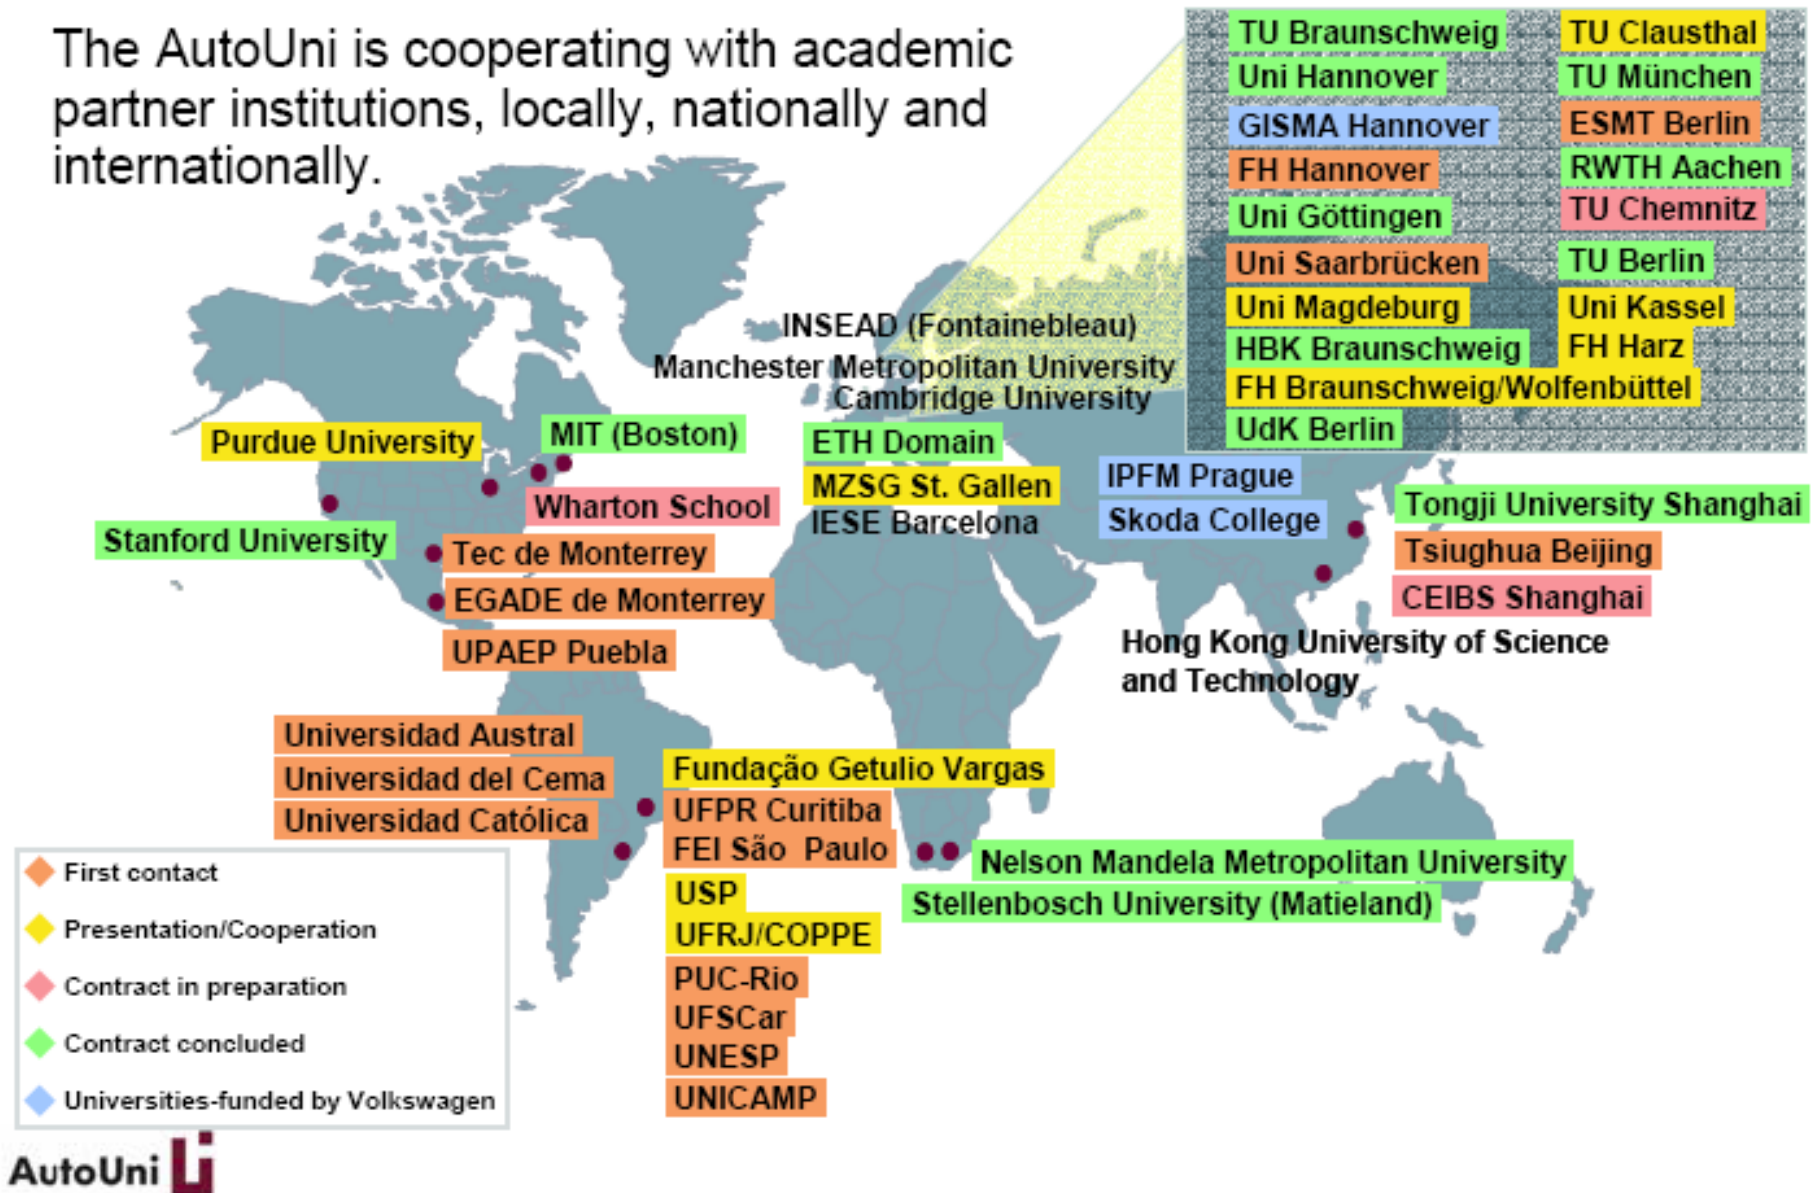 The AutoUni is cooperating with academic
partner institutions, locally, nationally and
internationally.
TU Braunschweig
TU Clausthal
Uni Hannover
TU München
GISMA Hannover
ESMT Berlin
FH Hannover
RWTH Aachen
Uni Göttingen
TU Chemnitz
Uni Saarbrücken
TU Berlin
Uni Magdeburg
Uni Kassel
HBK Braunschweig
FH Harz
FH Braunschweig/Wolfenbüttel
UdK Berlin
INSEAD (Fontainebleau)
Manchester Metropolitan University
Cambridge University
ETH Domain
MZSG St. Gallen
IESE Barcelona
Purdue University
MIT (Boston)
Wharton School
Stanford University
Tec de Monterrey
EGADE de Monterrey
UPAEP Puebla
IPFM Prague
Skoda College
Tongji University Shanghai
Tsiughua Beijing
CEIBS Shanghai
Hong Kong University of Science
and Technology
Universidad Austral
Universidad del Cema
Universidad Católica
Fundação Getulio Vargas
UFPR Curitiba
FEI São Paulo
USP
UFRJ/COPPE
PUC-Rio
UFSCar
UNESP
UNICAMP
Nelson Mandela Metropolitan University
Stellenbosch University (Matieland)
First contact
Presentation/Cooperation
Contract in preparation
Contract concluded
Universities-funded by Volkswagen
AutoUni